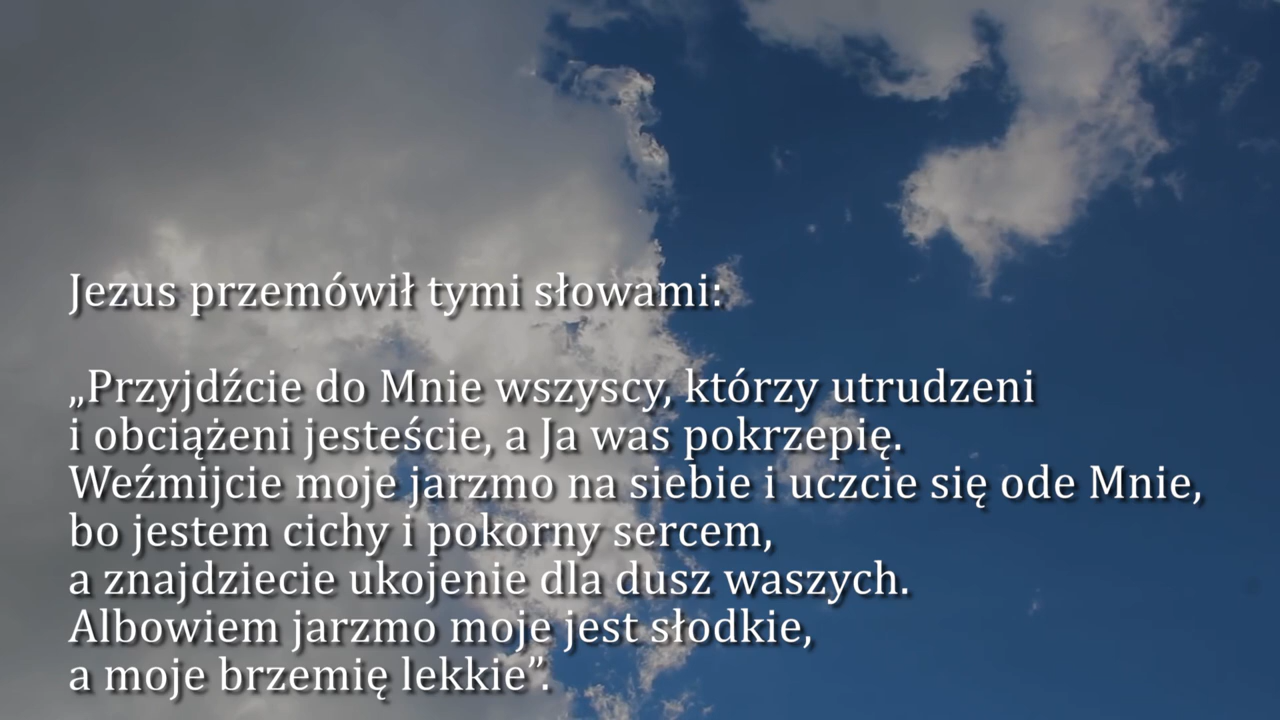 Jezus przemówił tymi słowami:
„Przyjdźcie do Mnie wszyscy, którzy utrudzeni
i obciążeni jesteście, a Ja was pokrzepię.
Weźmijcie moje jarzmo na siebie i uczcie się ode Mnie,
bo jestem cichy i pokorny sercem,
a znajdziecie ukojenie dla dusz waszych.
Albowiem jarzmo moje jest słodkie,
a moje brzemię lekkie”.